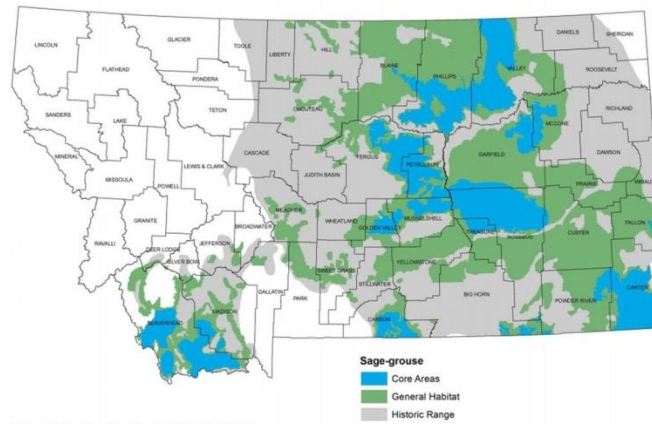 LINCOLN
GLACIER
TOOLE
LIBERTY
HILL
DANIELS
SHERIDAN
FLATHEAD
BLAINE
PHILLIPS
VALLEY
ROOSEVELT
PONDERA
SANDERS
LAKE
TETON
CHOUTEAU
RICHLAND
MCCONE
MINERAL
MISSOULA
LEWIS & CLARK
CASCADE
FERGUS
PETROLEUM
GARFIELD
DAWSON
POWELL
JUDITH BASIN
PRAIRIE
WIBAUX
GRANITE
MEAGHER
WHEATLAND
GOLDEN VALLEY
MUSSELSHELL
RAVALLI
DEER LODGE
JEFFERSON
BROADWATER
TREASURE
ROSEBUD
CUSTER
FALLON
SILVER BOW
SWEET GRASS
YELLOWSTONE
GALLATIN
PARK
STILLWATER
BIG HORN
POWDER RIVER
CARTER
BEAVERHEAD
MADISON
CARBON
Sage-grouse
Core Areas
General Habitat
Historic Range